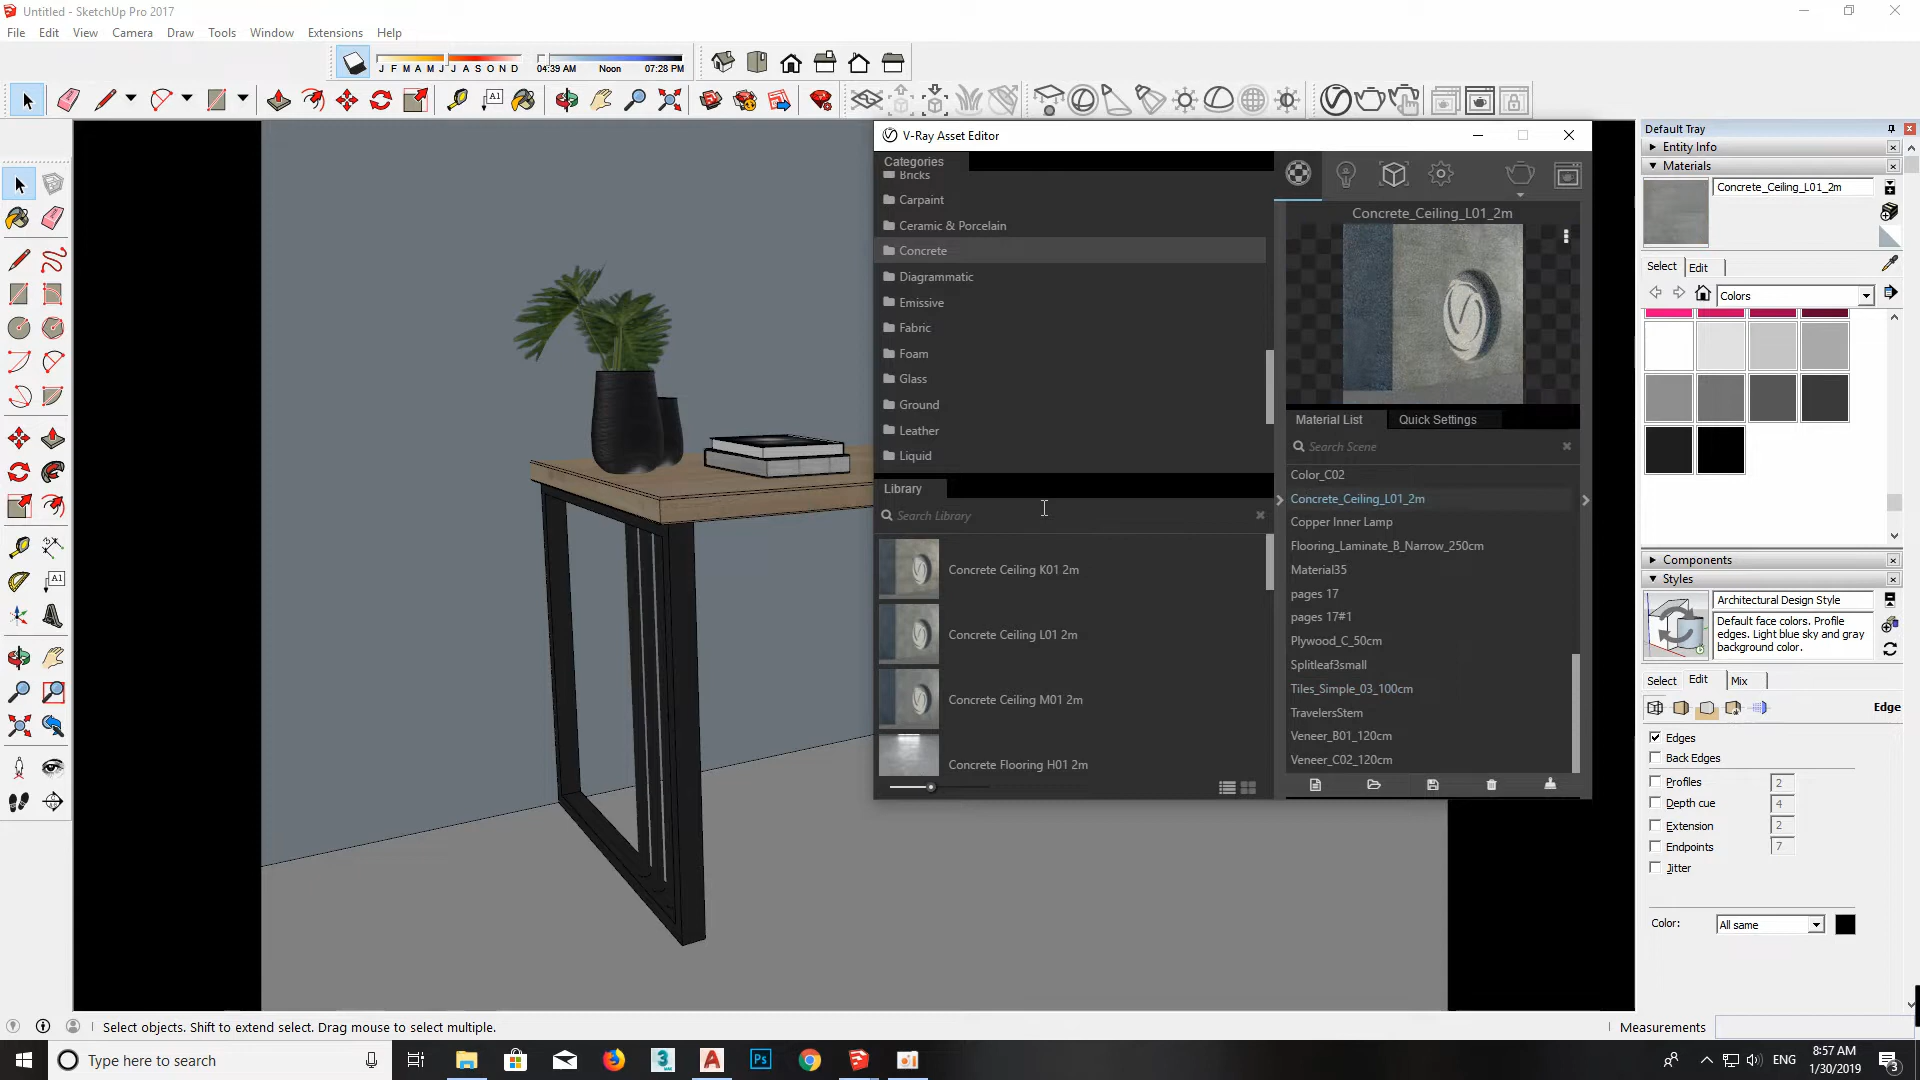 Untitled - SketchUp Pro 2017
File Edit View Camera Draw Tools Window Extensions Help
J F M A M J J A S O N D
04:39 AM Noon 07:28 PM
A1
V-Ray Asset Editor
Categories
Bricks
Carpaint
Ceramic & Porcelain
Concrete
Diagrammatic
Emissive
Fabric
Foam
Glass
Ground
Leather
Liquid
Library
Search Library
Concrete Ceiling K01 2m
Concrete Ceiling L01 2m
Concrete Ceiling M01 2m
Concrete Flooring H01 2m
Concrete_Ceiling_L01_2m
Material List Quick Settings
Search Scene
Color_C02
Concrete_Ceiling_L01_2m
Copper Inner Lamp
Flooring_Laminate_B_Narrow_250cm
Material35
pages 17
pages 17#1
Plywood_C_50cm
Splitleaf3small
Tiles_Simple_03_100cm
TravelersStem
Veneer_B01_120cm
Veneer_C02_120cm
Default Tray
Entity Info
Materials
Concrete_Ceiling_L01_2m
Select Edit
Colors
Components
Styles
Architectural Design Style
Default face colors. Profile
edges. Light blue sky and gray
background color.
Select Edit Mix
Edge
Edges
Back Edges
Profiles 2
Depth cue 4
Extension 2
Endpoints 7
Jitter
Color: All same
A1
Select objects. Shift to extend select. Drag mouse to select multiple.
Measurements
Type here to search
3
A
Ps
ENG
8:57 AM
1/30/2019
3